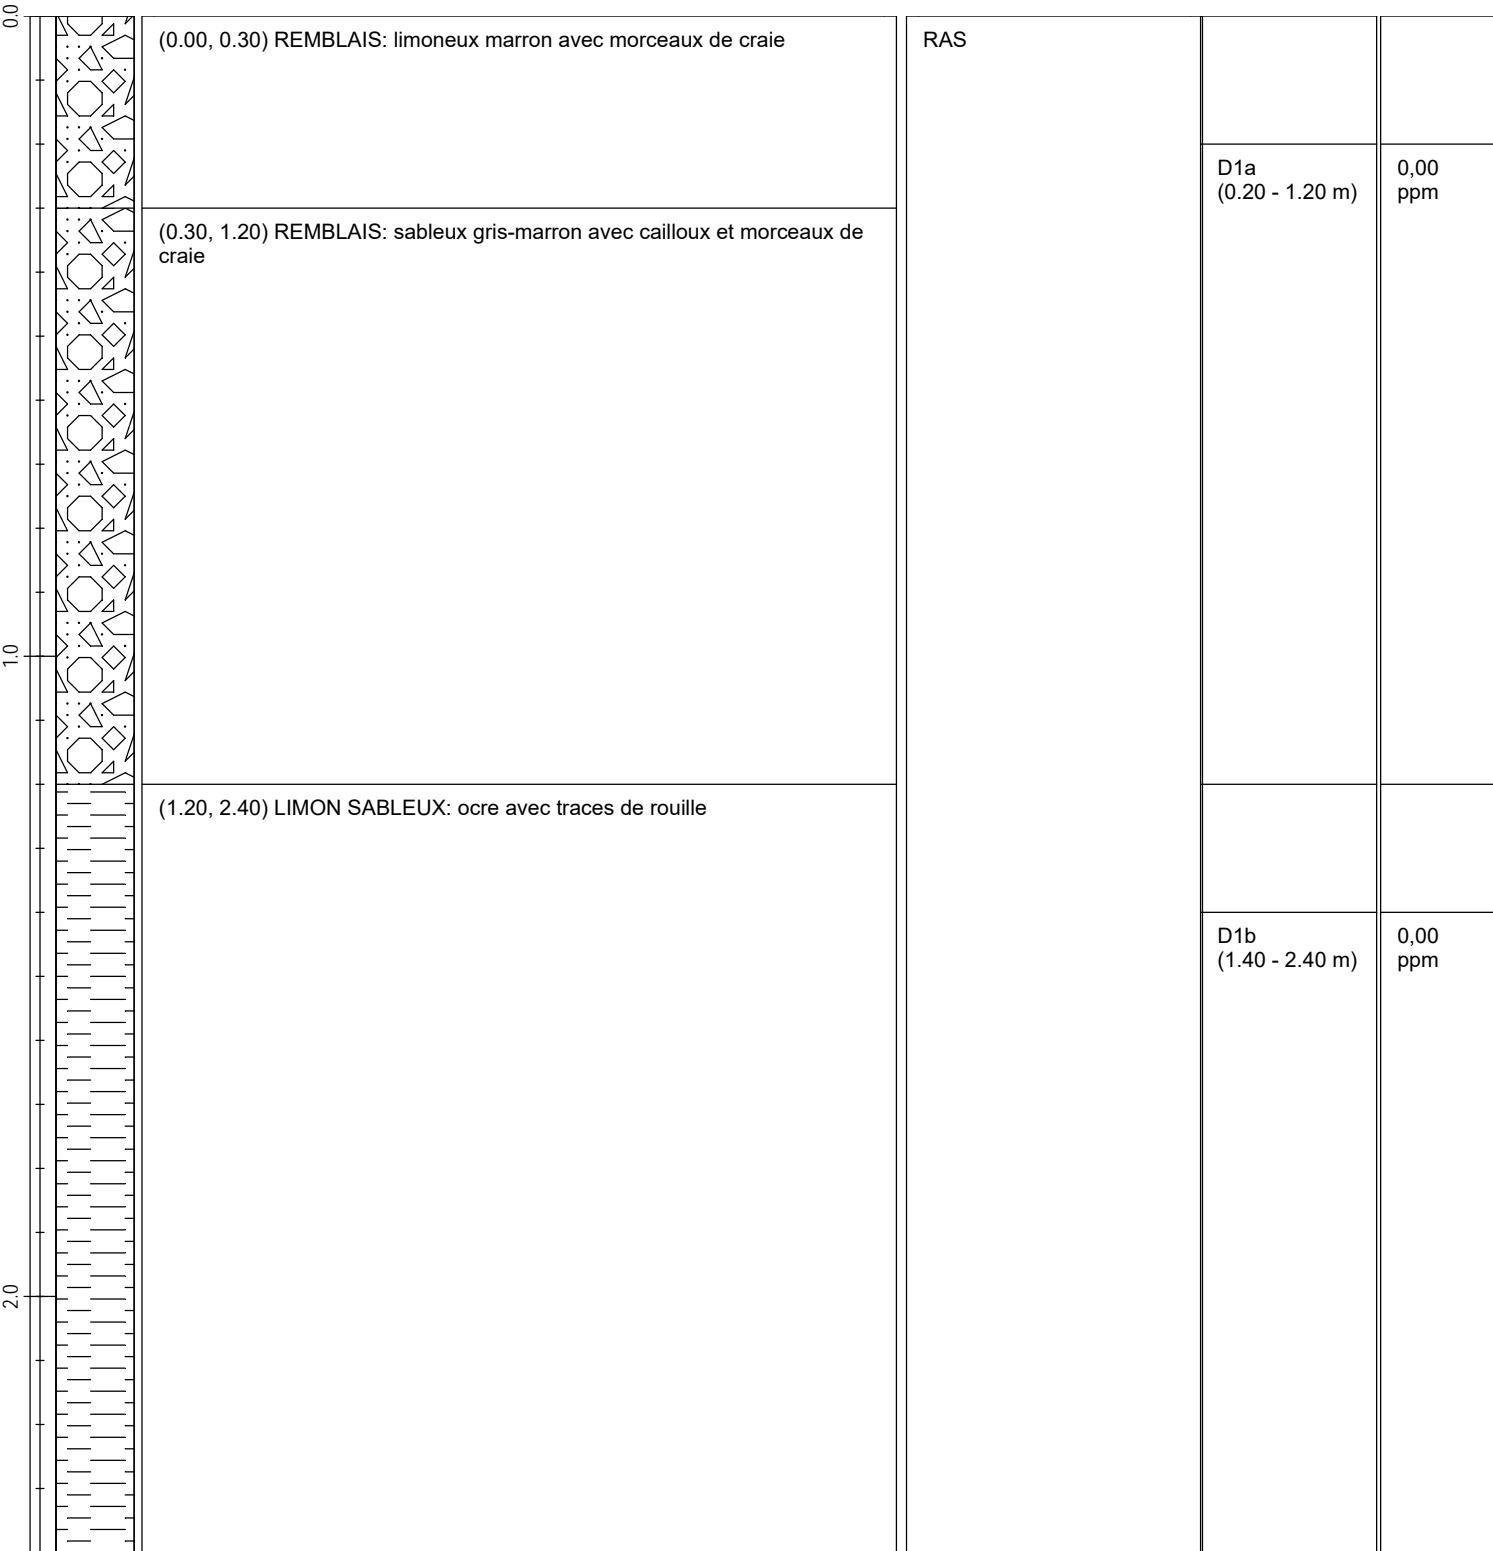 0.0
(0.00, 0.30) REMBLAIS: limoneux marron avec morceaux de craie
RAS
D1a
(0.20 - 1.20 m)
0,00
ppm
(0.30, 1.20) REMBLAIS: sableux gris-marron avec cailloux et morceaux de
craie
1.0
(1.20, 2.40) LIMON SABLEUX: ocre avec traces de rouille
D1b
(1.40 - 2.40 m)
0,00
ppm
2.0